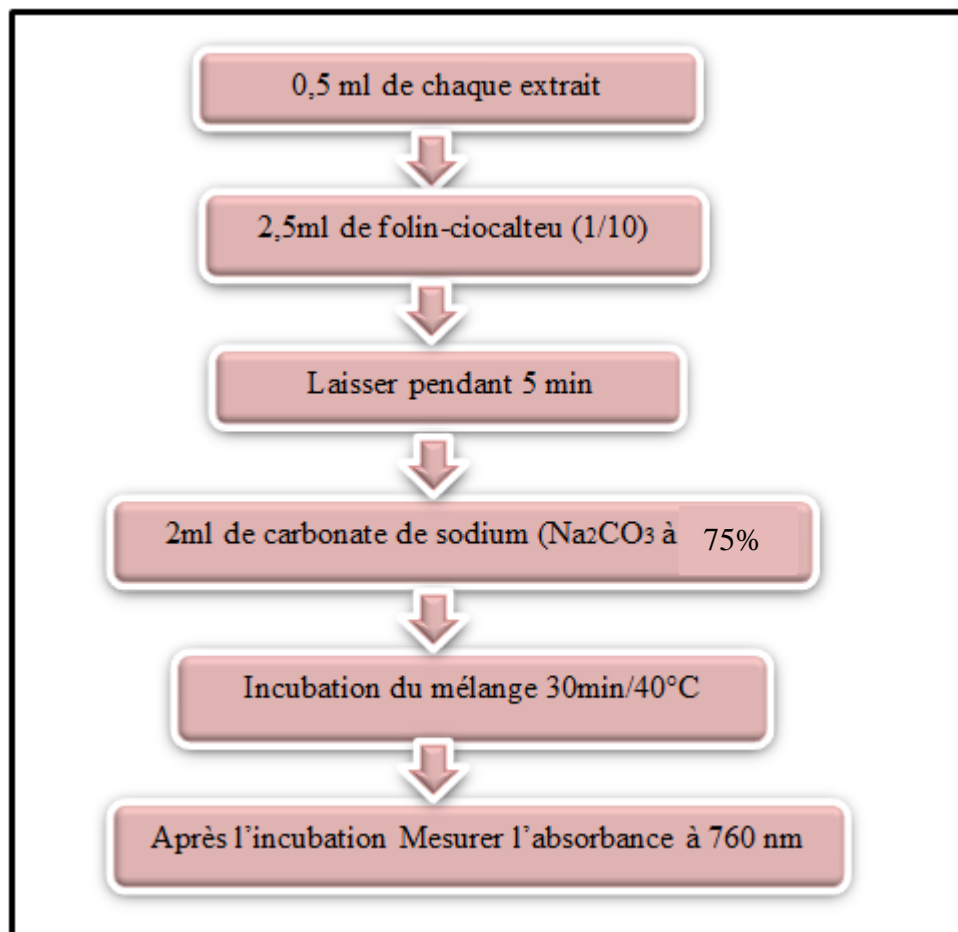 0,5 ml de chaque extrait
2,5ml de folin-ciocalteu (1/10)
Laisser pendant 5 min
2ml de carbonate de sodium (Na2CO3 à 75%
Incubation du mélange 30min/40°C
Après l’incubation Mesurer l’absorbance à 760 nm